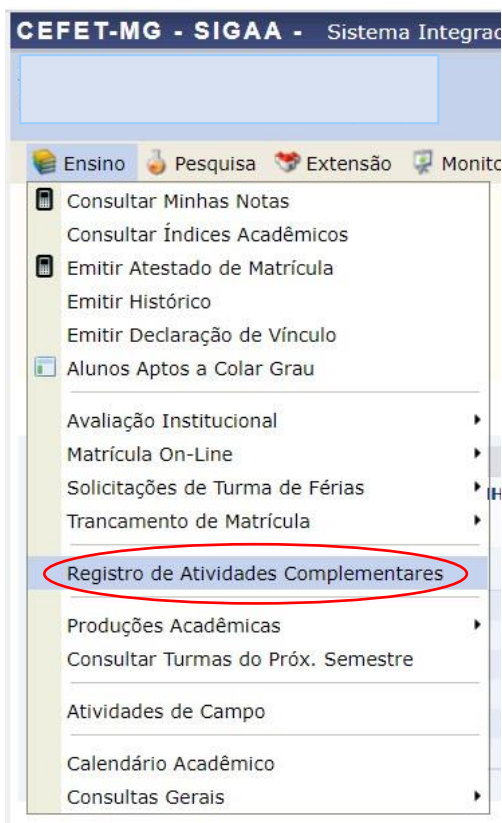 CEFET-MG - SIGAA - Sistema Integrad
Ensino Pesquisa Extensão Monito
Consultar Minhas Notas
Consultar Índices Acadêmicos
Emitir Atestado de Matrícula
Emitir Histórico
Emitir Declaração de Vínculo
Alunos Aptos a Colar Grau
Avaliação Institucional
Matrícula On-Line
Solicitações de Turma de Férias
Trancamento de Matrícula
Registro de Atividades Complementares
Produções Acadêmicas
Consultar Turmas do Próx. Semestre
Atividades de Campo
Calendário Acadêmico
Consultas Gerais